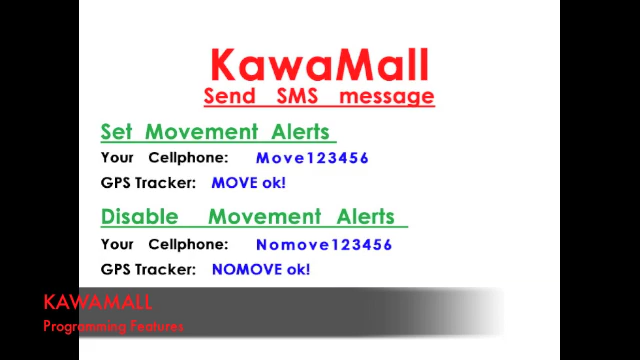 KawaMall
Send SMS message
Set Movement Alerts
Your Cellphone: Move123456
GPS Tracker: MOVE ok!
Disable Movement Alerts
Your Cellphone: Nomove123456
GPS Tracker: NOMOVE ok!
KAWAMALL
Programming Features